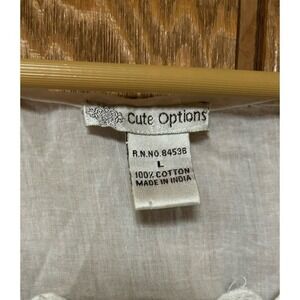 Cute Options
R.N.NO.84536
L
100% COTTON
MADE IN INDIA